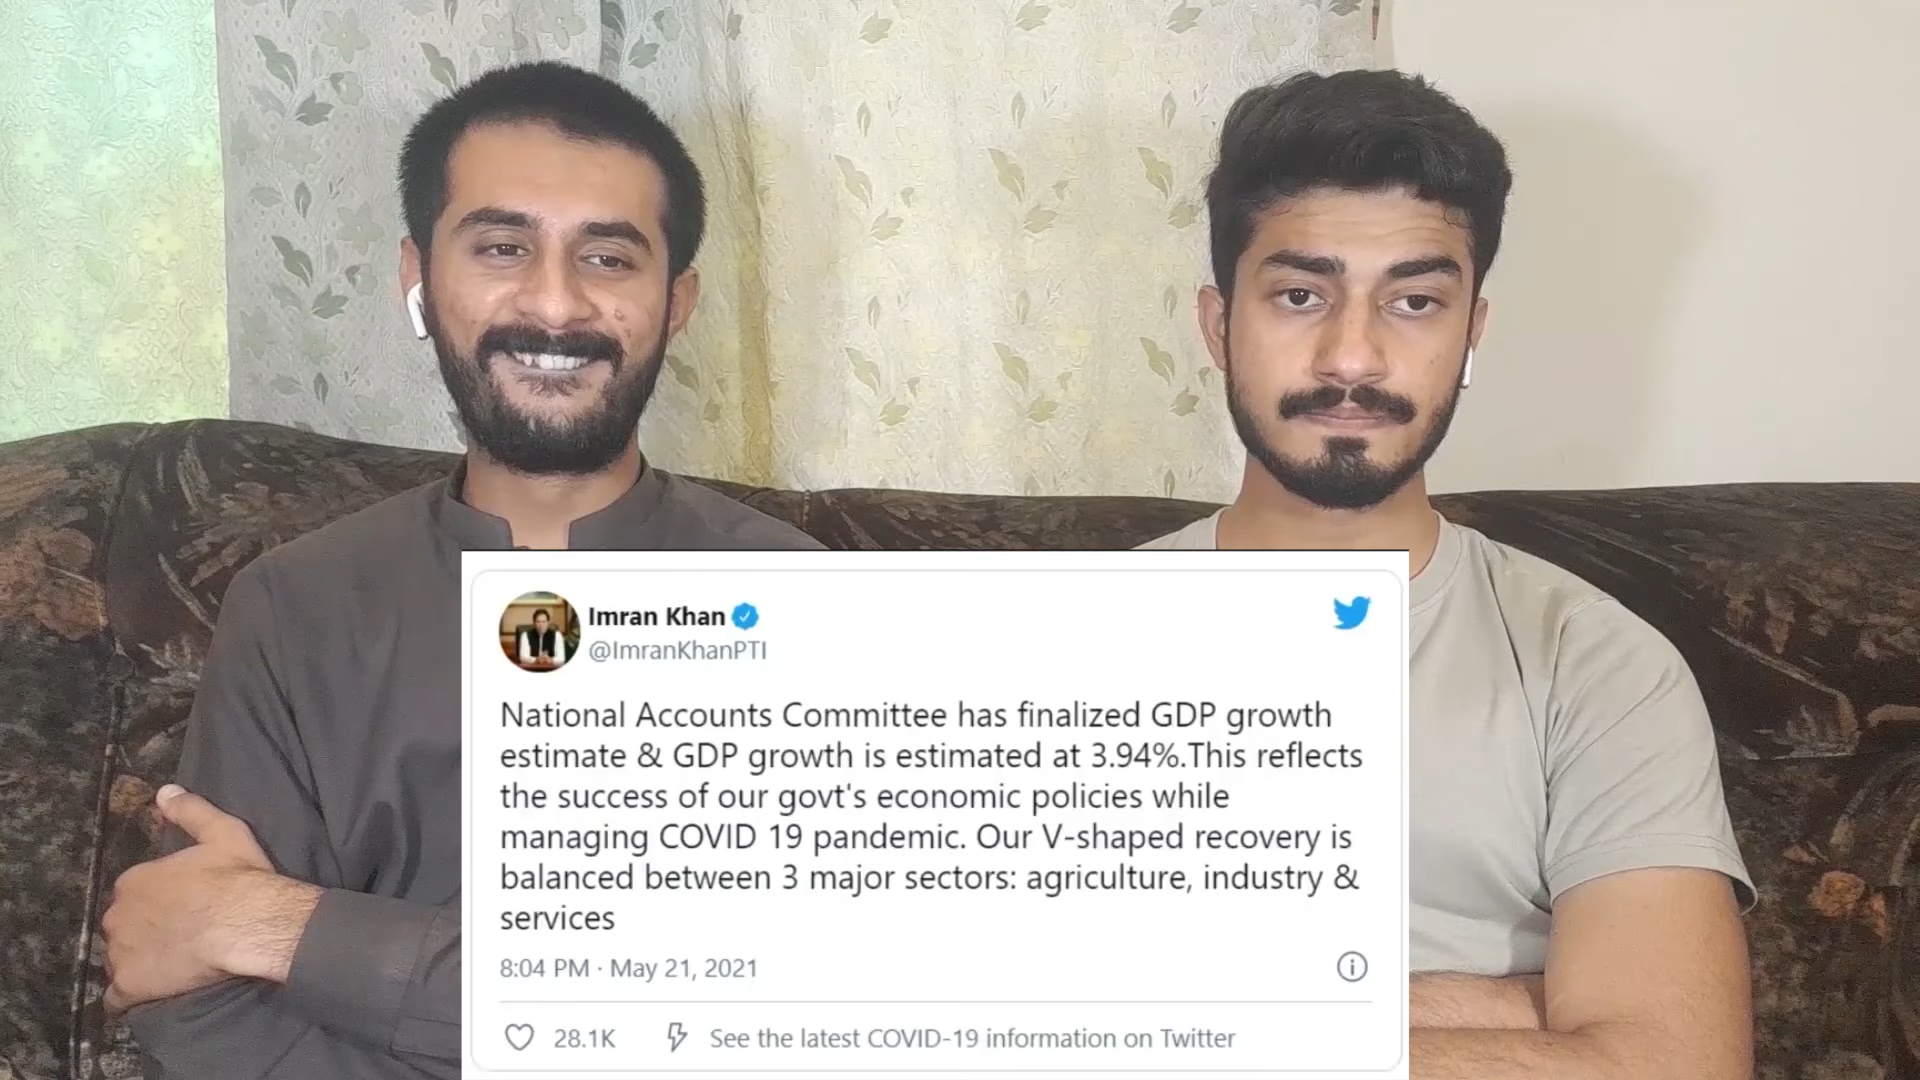 Imran Khan
@ImranKhanPTI
National Accounts Committee has finalized GDP growth
estimate & GDP growth is estimated at 3.94%.This reflects
the success of our govt's economic policies while
managing COVID 19 pandemic. Our V-shaped recovery is
balanced between 3 major sectors: agriculture, industry &
services
8:04 PM · May 21, 2021
28.1K See the latest COVID-19 information on Twitter